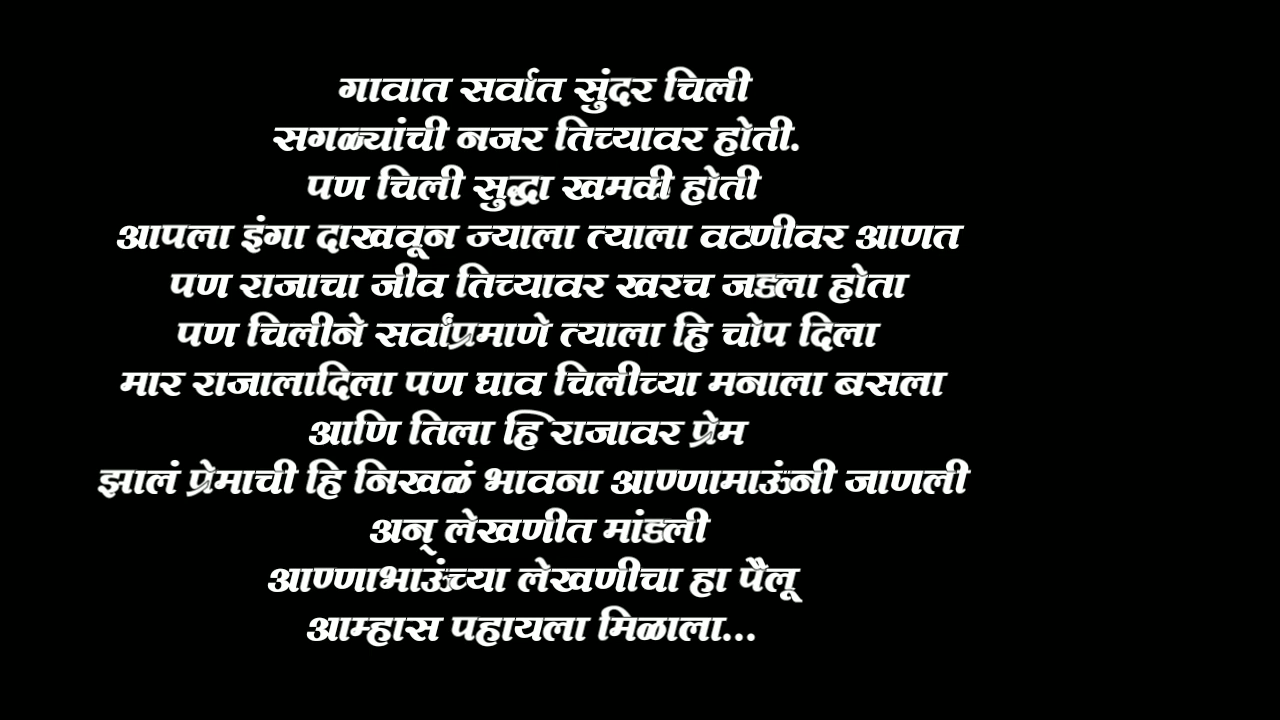 गावात सर्वात सुंदर चिली
सगळ्यांची नजर तिच्यावर होती.
पण चिली सुद्धा खमकी होती
आपला इंगा दाखवून ज्याला त्याला वटणीवर आणत
पण राजाचा जीव तिच्यावर खरच जडला होता
पण चिलीने सर्वांप्रमाणे त्याला हि चोप दिला
मार राजालादिला पण घाव चिलीच्या मनाला बसला
आणि तिला हि राजावर प्रेम
झालं प्रेमाची हि निखळं भावना आण्णामाऊंनी जाणली
अन् लेखणीत मांडली
आण्णाभाऊंच्या लेखणीचा हा पैलू
आम्हास पहायला मिळाला...